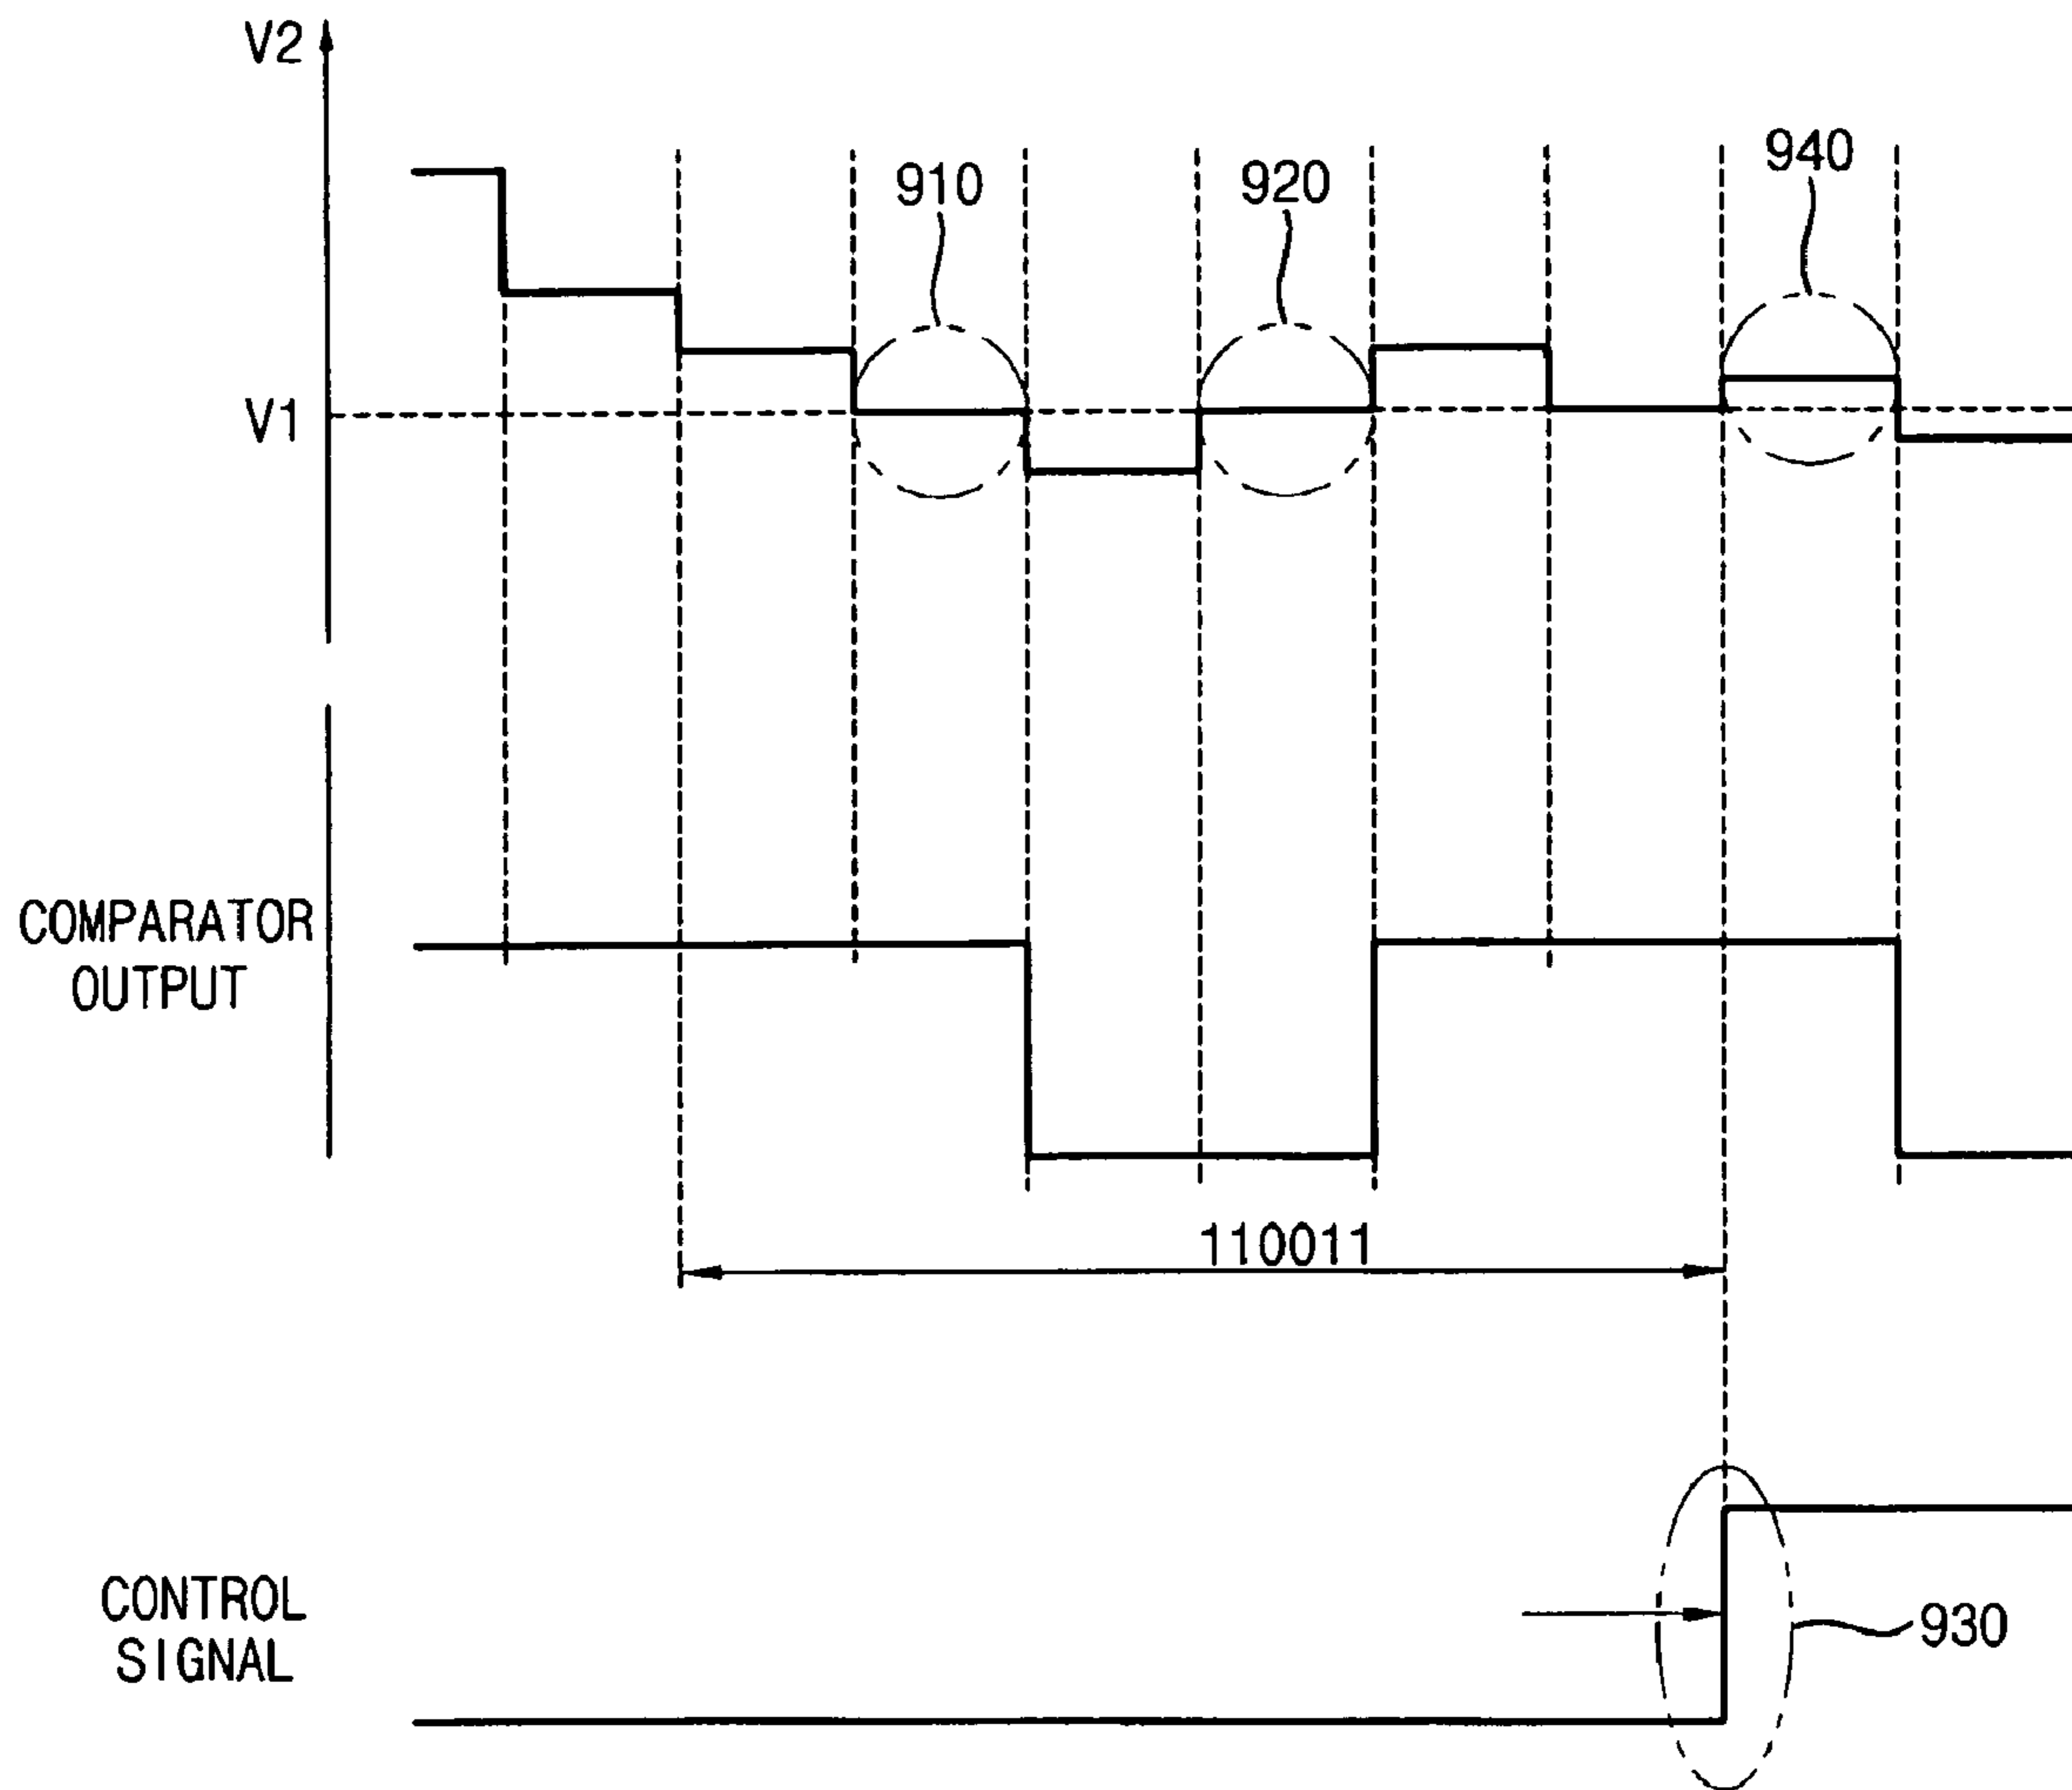 V2
910
920
940
V1
COMPARATOR
OUTPUT
110011
CONTROL
SIGNAL
930